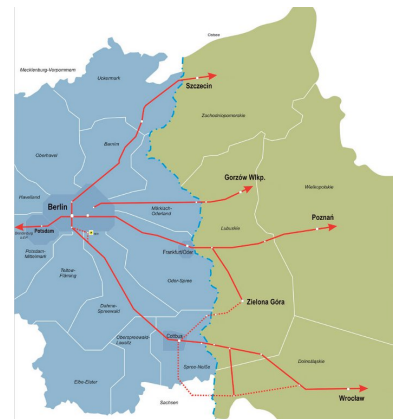 Ostsee
Mecklenburg-Vorpommern
Uckermark
Szczecin
Zachodniopomorskie
Barnim
Oberhavel
Gorzów Wlkp.
Wielkopolskie
Havelland
Berlin
Märkisch-
Oderland
Poznań
Potsdam
Lubuskie
Potsdam-
Mittelmark
Frankfurt/Oder
Teltow-
Fläming
Oder-Spree
Dahme-
Spreewald
Zielona Góra
Oberspreewald-
Lausitz
Cottbus
Dolnośląskie
Spree-Neiße
Elbe-Elster
Sachsen
Wrocław